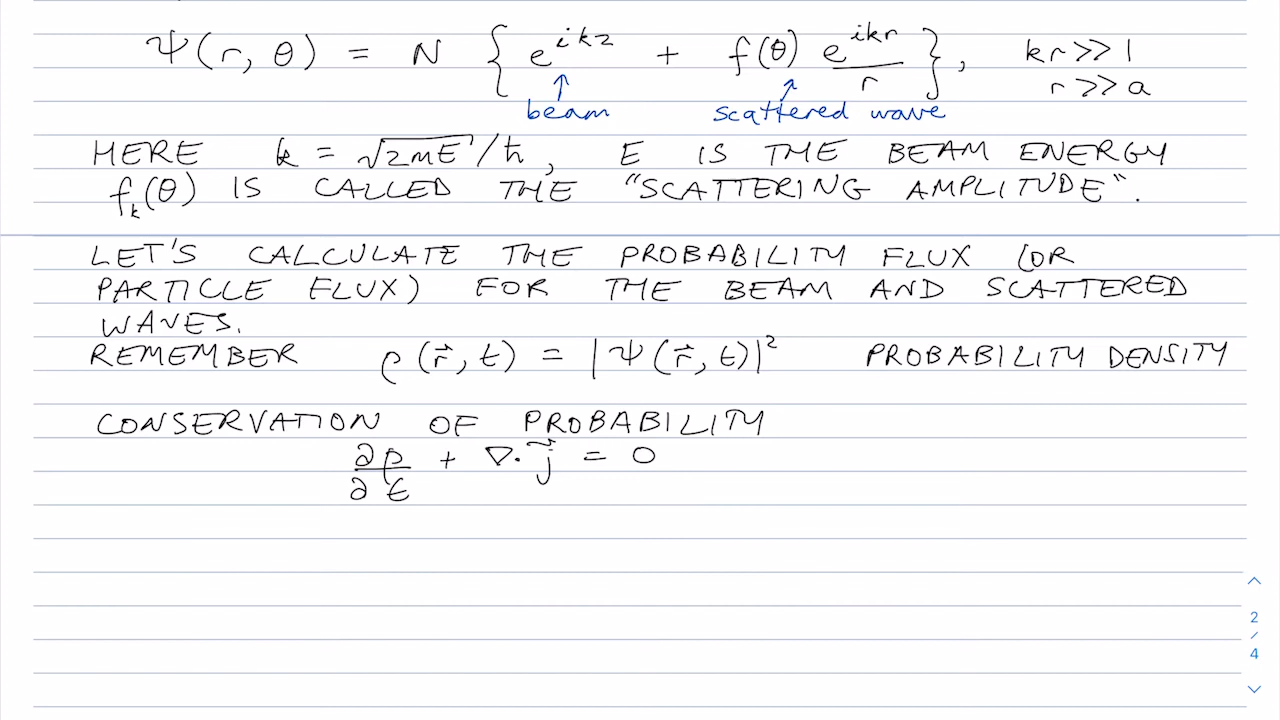 Ψ(r, θ) = N { e^{ikz} + f(θ) e^{ikr}/r }, kr >> 1
r >> a
beam scattered wave
HERE k = √2mE/ħ, E IS THE BEAM ENERGY
f_k(θ) IS CALLED THE "SCATTERING AMPLITUDE".
LET'S CALCULATE THE PROBABILITY FLUX (OR
PARTICLE FLUX) FOR THE BEAM AND SCATTERED
WAVES.
REMEMBER ρ(r⃗, t) = |Ψ(r⃗, t)|² PROBABILITY DENSITY
CONSERVATION OF PROBABILITY
∂ρ/∂t + ∇·j⃗ = 0
2
/
4